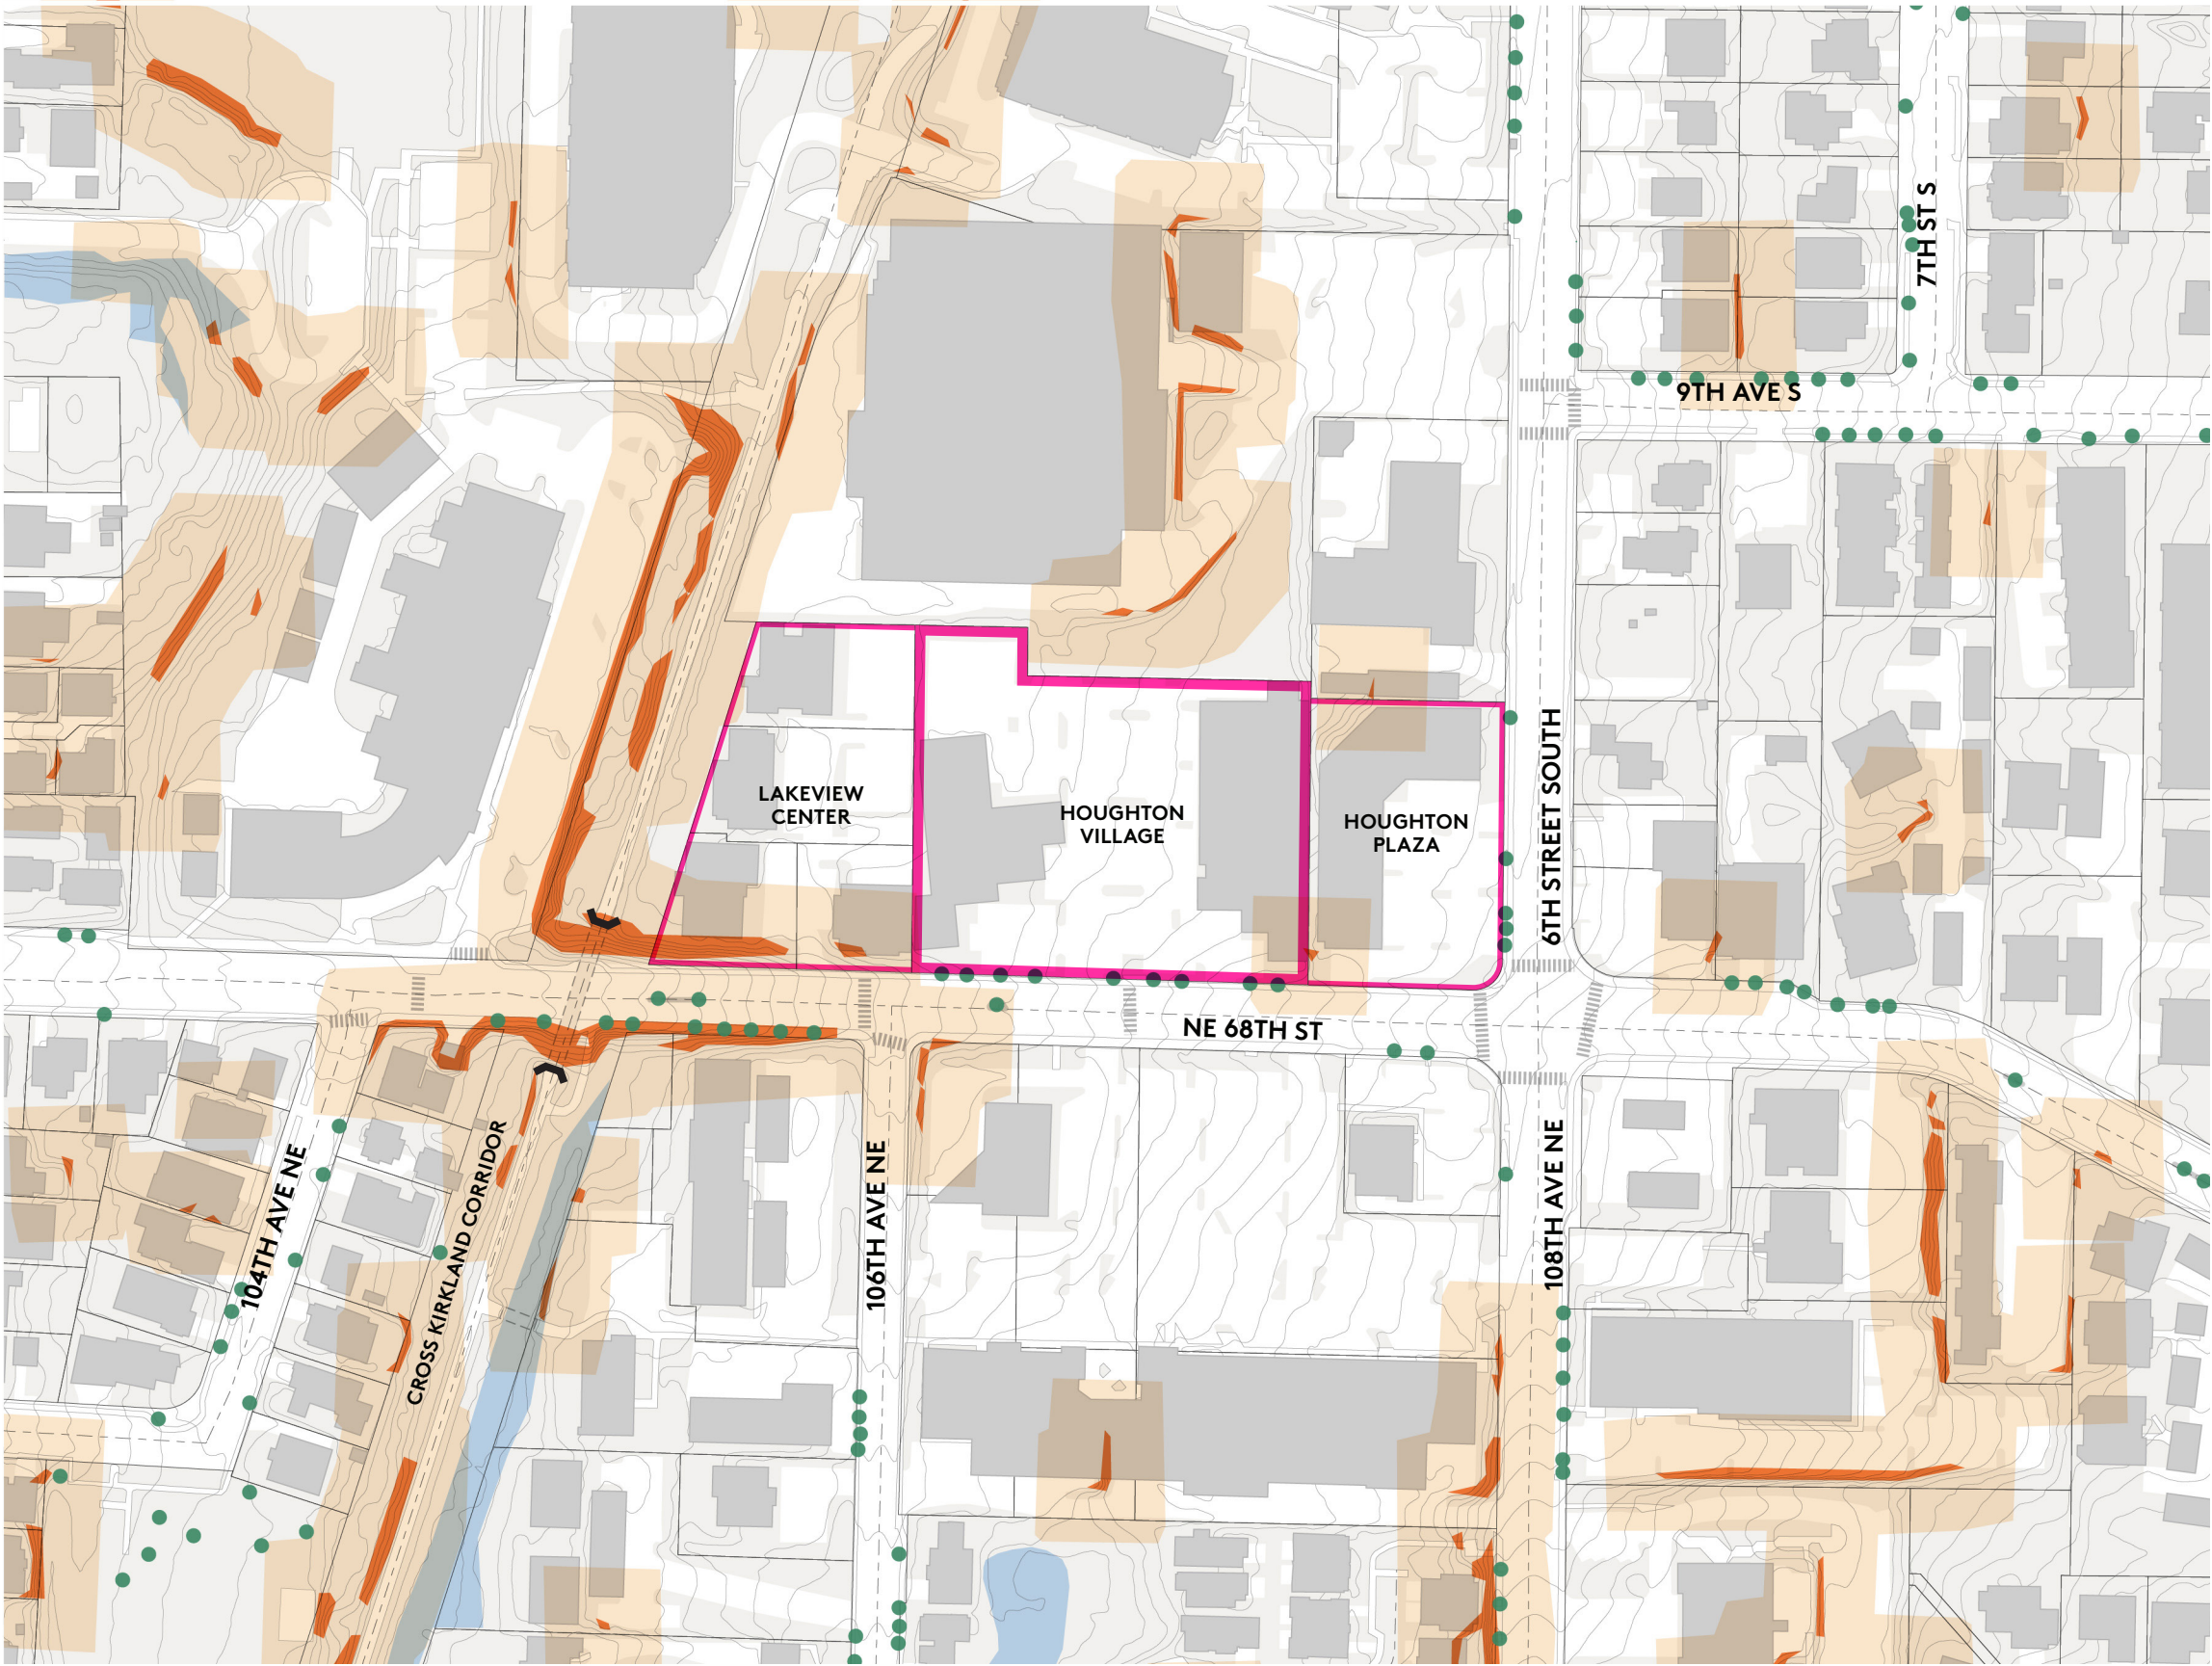 7TH ST S
9TH AVE S
LAKEVIEW
CENTER
HOUGHTON
VILLAGE
HOUGHTON
PLAZA
6TH STREET SOUTH
NE 68TH ST
104TH AVE NE
CROSS KIRKLAND CORRIDOR
106TH AVE NE
108TH AVE NE